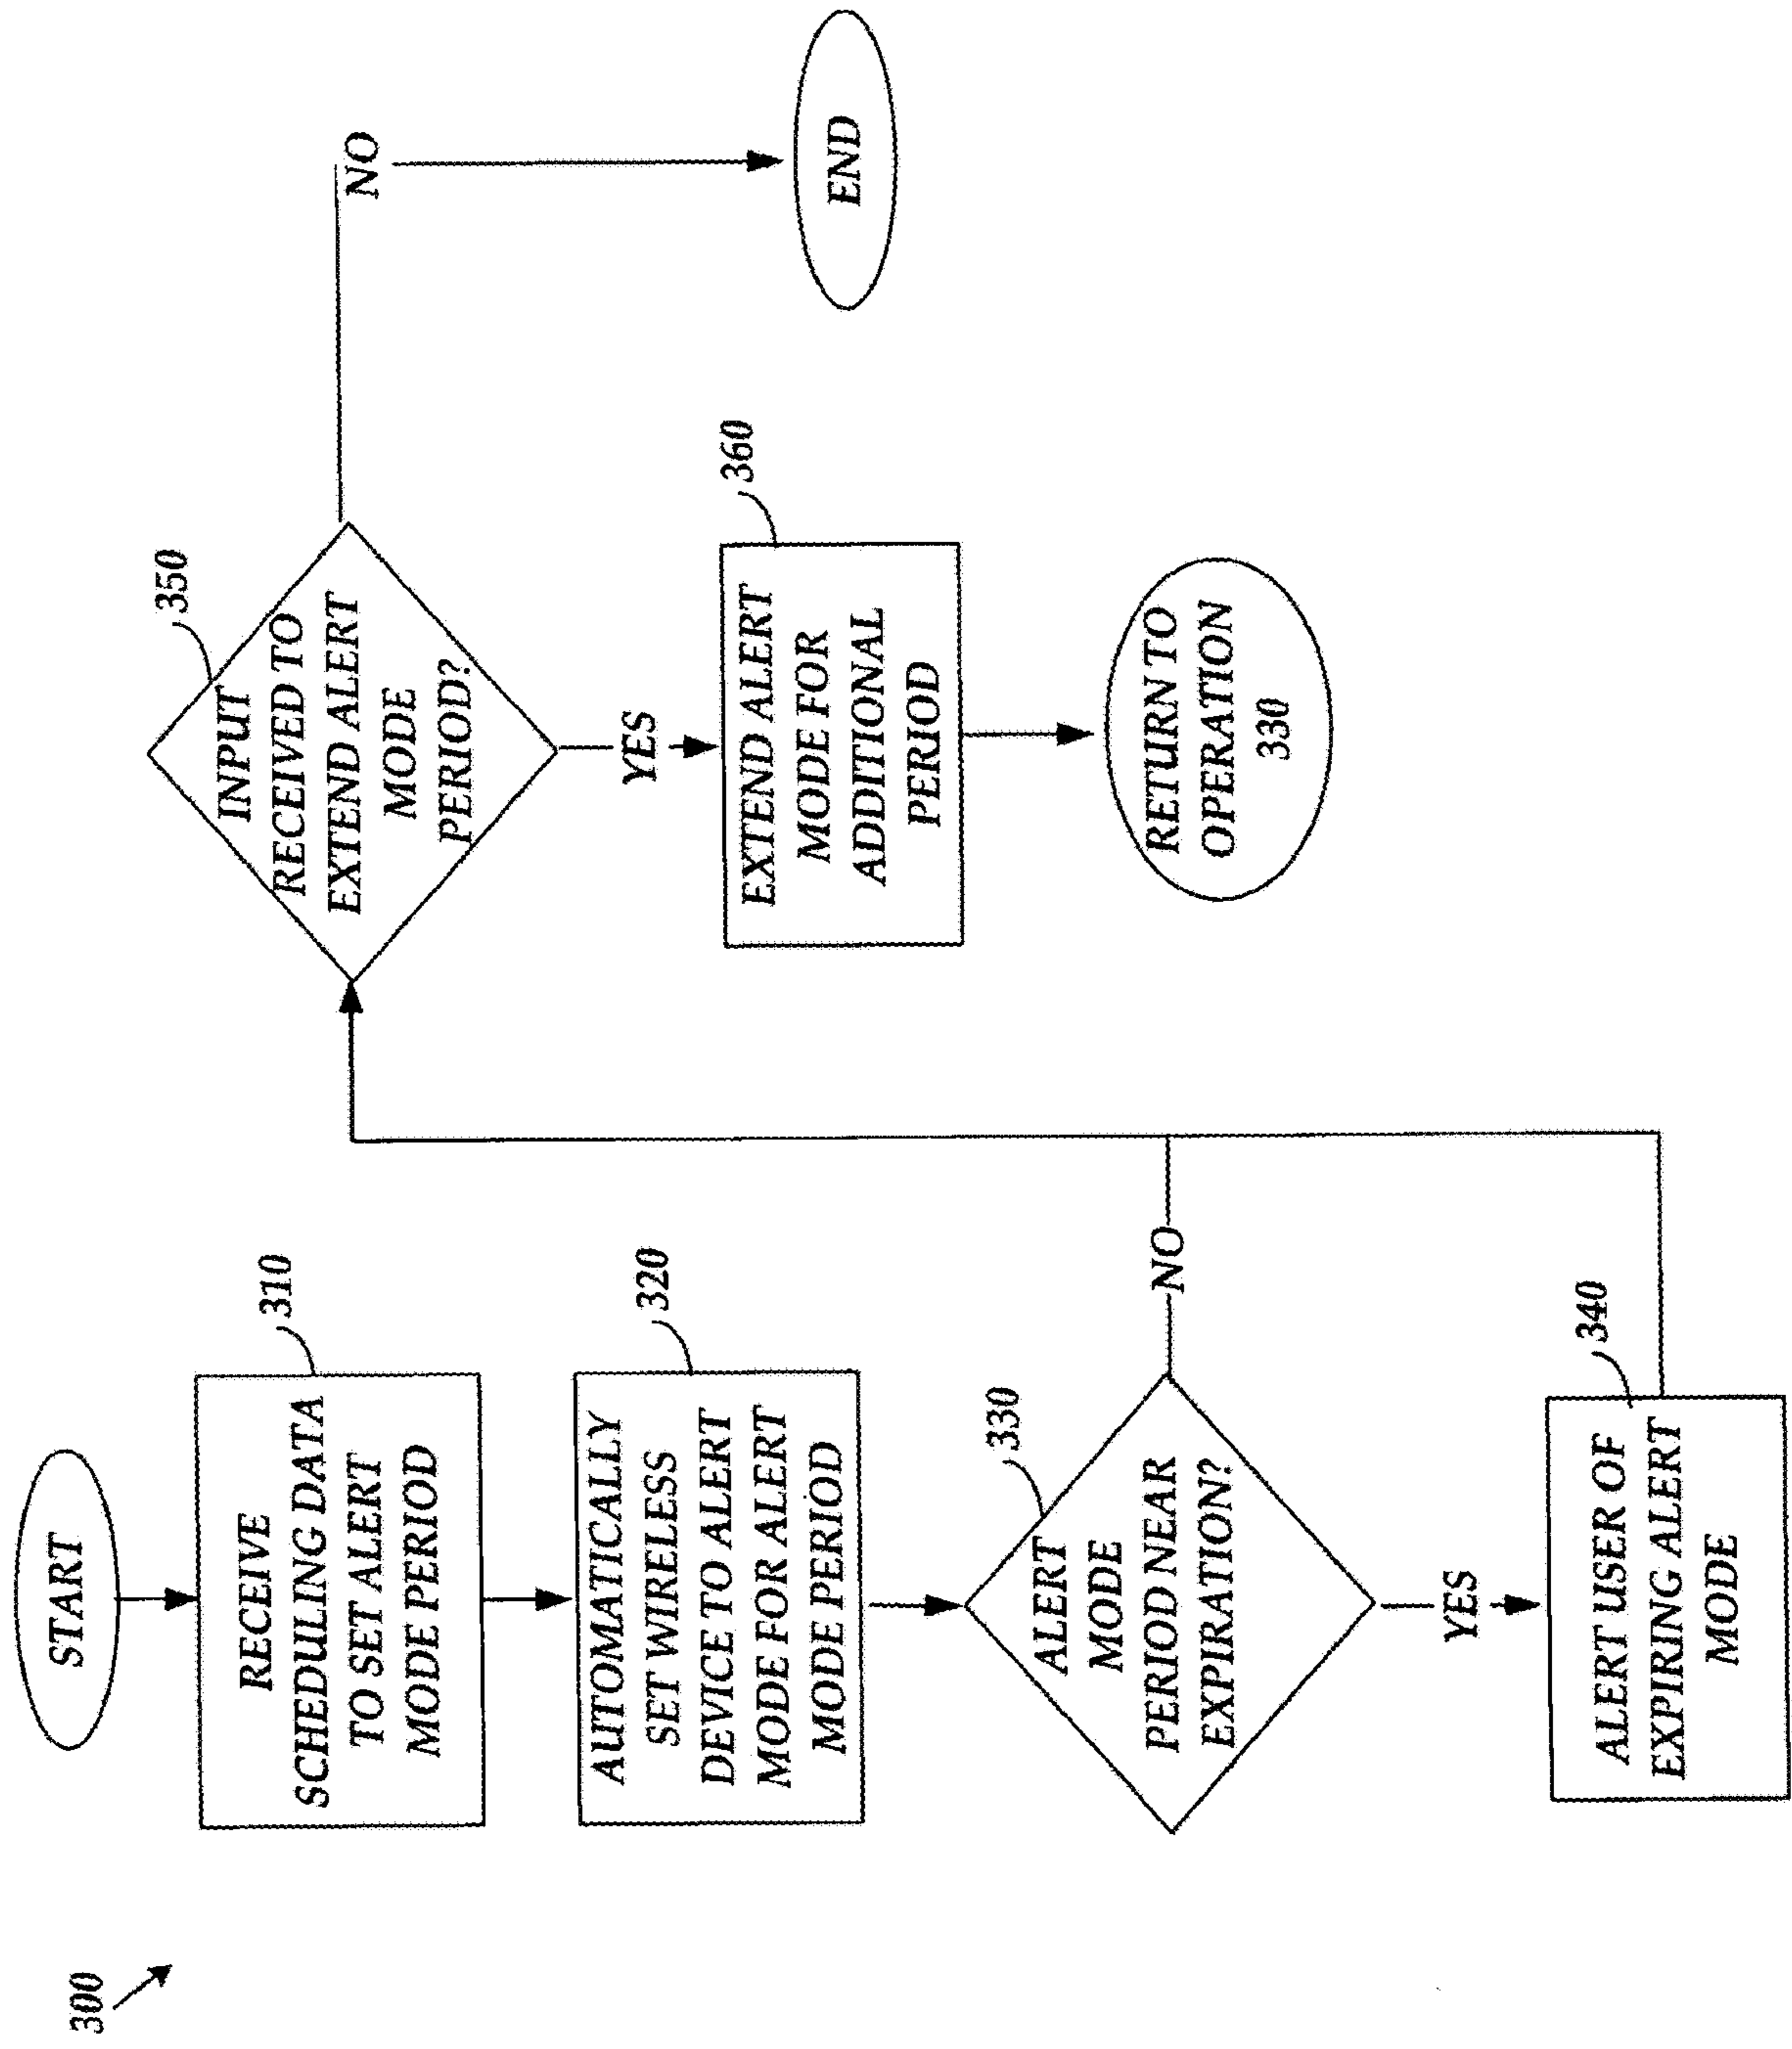 300
START
RECEIVE
SCHEDULING DATA
TO SET ALERT
MODE PERIOD
310
AUTOMATICALLY
SET WIRELESS
DEVICE TO ALERT
MODE FOR ALERT
MODE PERIOD
320
ALERT
MODE
PERIOD NEAR
EXPIRATION?
330
NO
YES
ALERT USER OF
EXPIRING ALERT
MODE
340
INPUT
RECEIVED TO
EXTEND ALERT
MODE
PERIOD?
350
NO
END
YES
EXTEND ALERT
MODE FOR
ADDITIONAL
PERIOD
360
RETURN TO
OPERATION
330